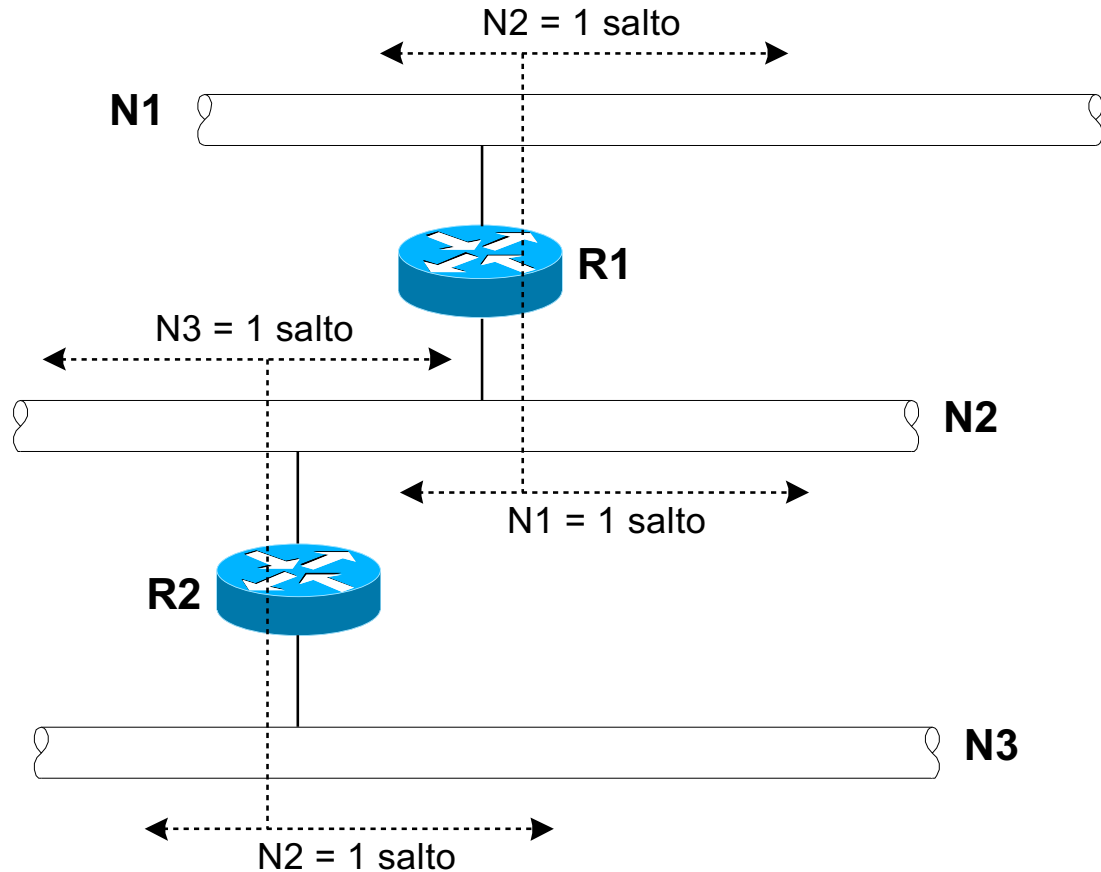 N2 = 1 salto
N1
R1
N3 = 1 salto
N2
N1 = 1 salto
R2
N3
N2 = 1 salto